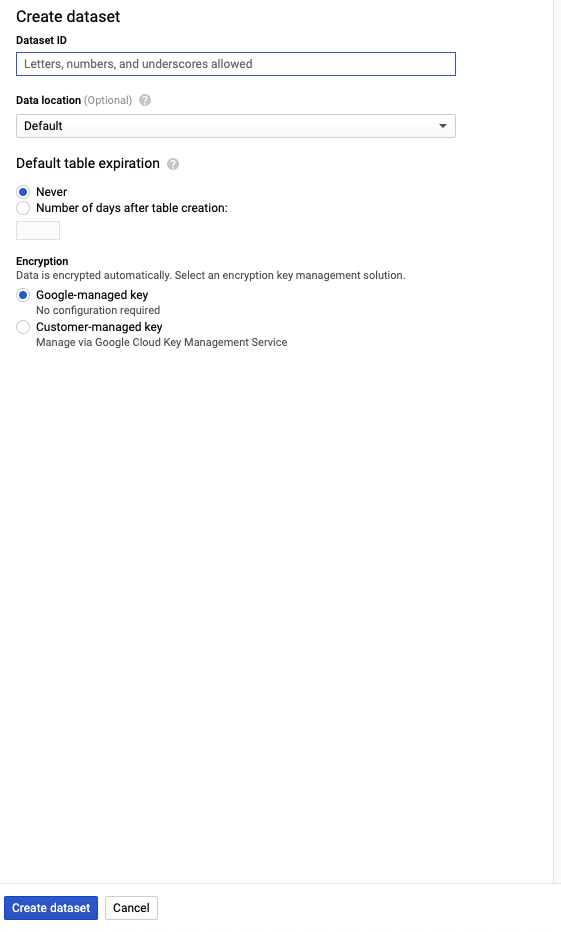 Create dataset
Dataset ID
Letters, numbers, and underscores allowed
Data location (Optional) ?
Default
Default table expiration ?
Never
Number of days after table creation:
Encryption
Data is encrypted automatically. Select an encryption key management solution.
Google-managed key
No configuration required
Customer-managed key
Manage via Google Cloud Key Management Service
Create dataset Cancel